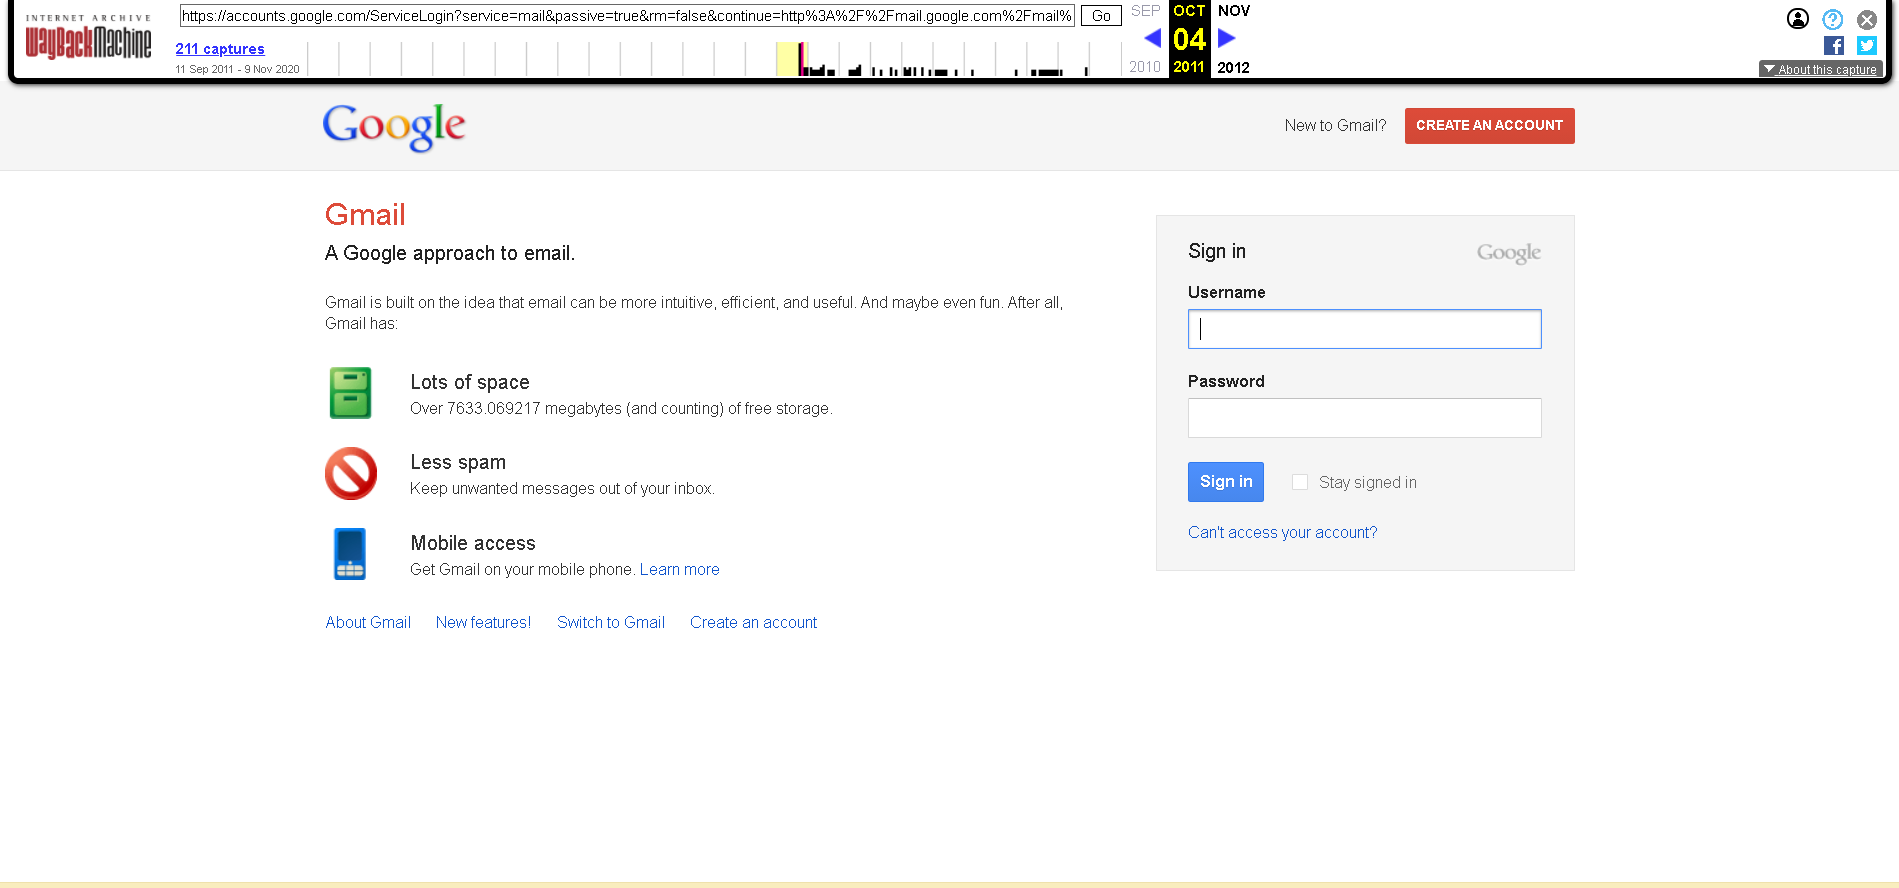 INTERNET ARCHIVE
WayBackMachine
https://accounts.google.com/ServiceLogin?service=mail&passive=true&rm=false&continue=http%3A%2F%2Fmail.google.com%2Fmail%
Go
SEP OCT NOV
04
2010 2011 2012
211 captures
11 Sep 2011 - 9 Nov 2020
About this capture
Google
New to Gmail? CREATE AN ACCOUNT
Gmail
A Google approach to email.
Gmail is built on the idea that email can be more intuitive, efficient, and useful. And maybe even fun. After all,
Gmail has:
Lots of space
Over 7633.069217 megabytes (and counting) of free storage.
Less spam
Keep unwanted messages out of your inbox.
Mobile access
Get Gmail on your mobile phone. Learn more
About Gmail New features! Switch to Gmail Create an account
Sign in Google
Username
Password
Sign in Stay signed in
Can't access your account?